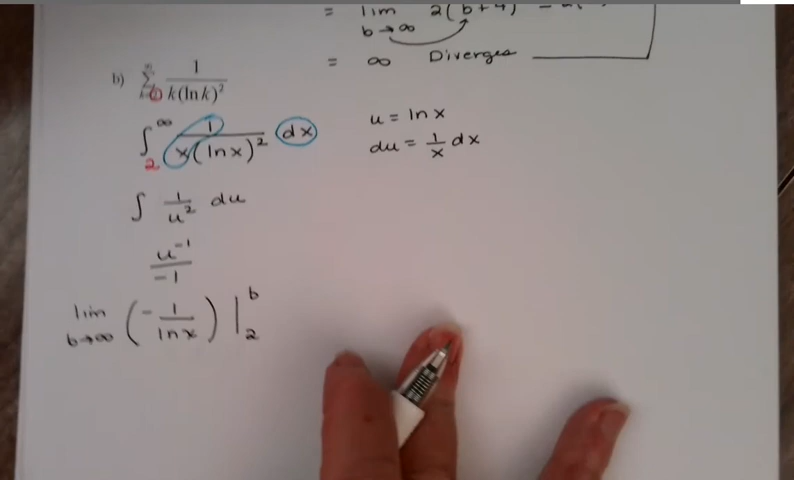 = lim b→∞ 2(b+4)
= ∞ Diverges
b) ∞ Σ 1/k(ln k)²
∫₂^∞ 1/x(ln x)² dx
u = ln x
du = 1/x dx
∫ 1/u² du
u⁻¹/-1
lim b→∞ (-1/ln x) |₂^b